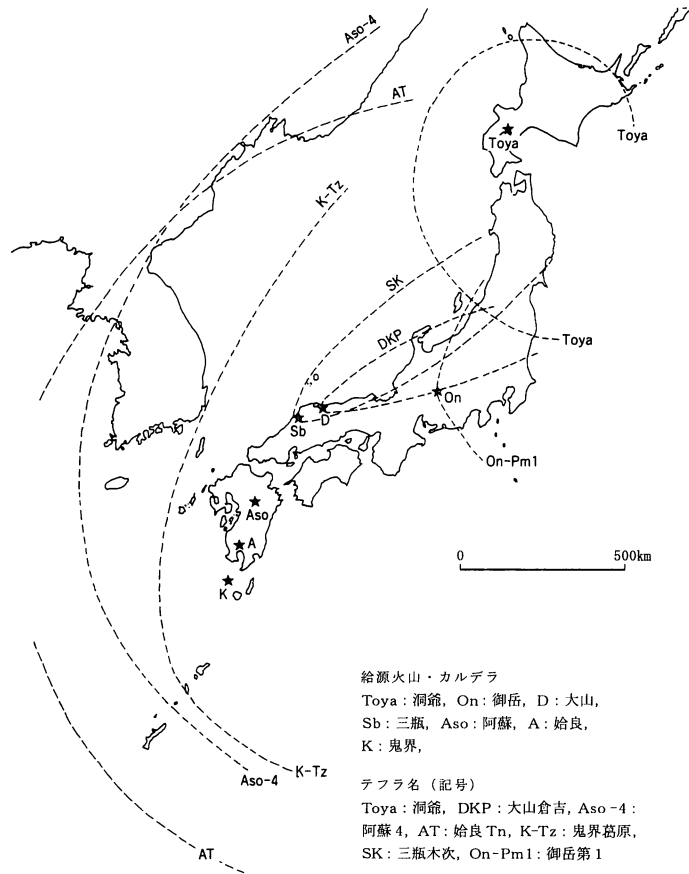 Aso-4
AT
Toya
Toya
K-Tz
SK
DKP
Toya
On
D
Sb
On-Pm1
Aso
A
K
0 500km
K-Tz
Aso-4
AT
給源火山・カルデラ
Toya：洞爺，On：御岳，D：大山，
Sb：三瓶，Aso：阿蘇，A：姶良，
K：鬼界，
テフラ名（記号）
Toya：洞爺，DKP：大山倉吉，Aso-4：
阿蘇4，AT：姶良Tn，K-Tz：鬼界葛原，
SK：三瓶木次，On-Pm1：御岳第1